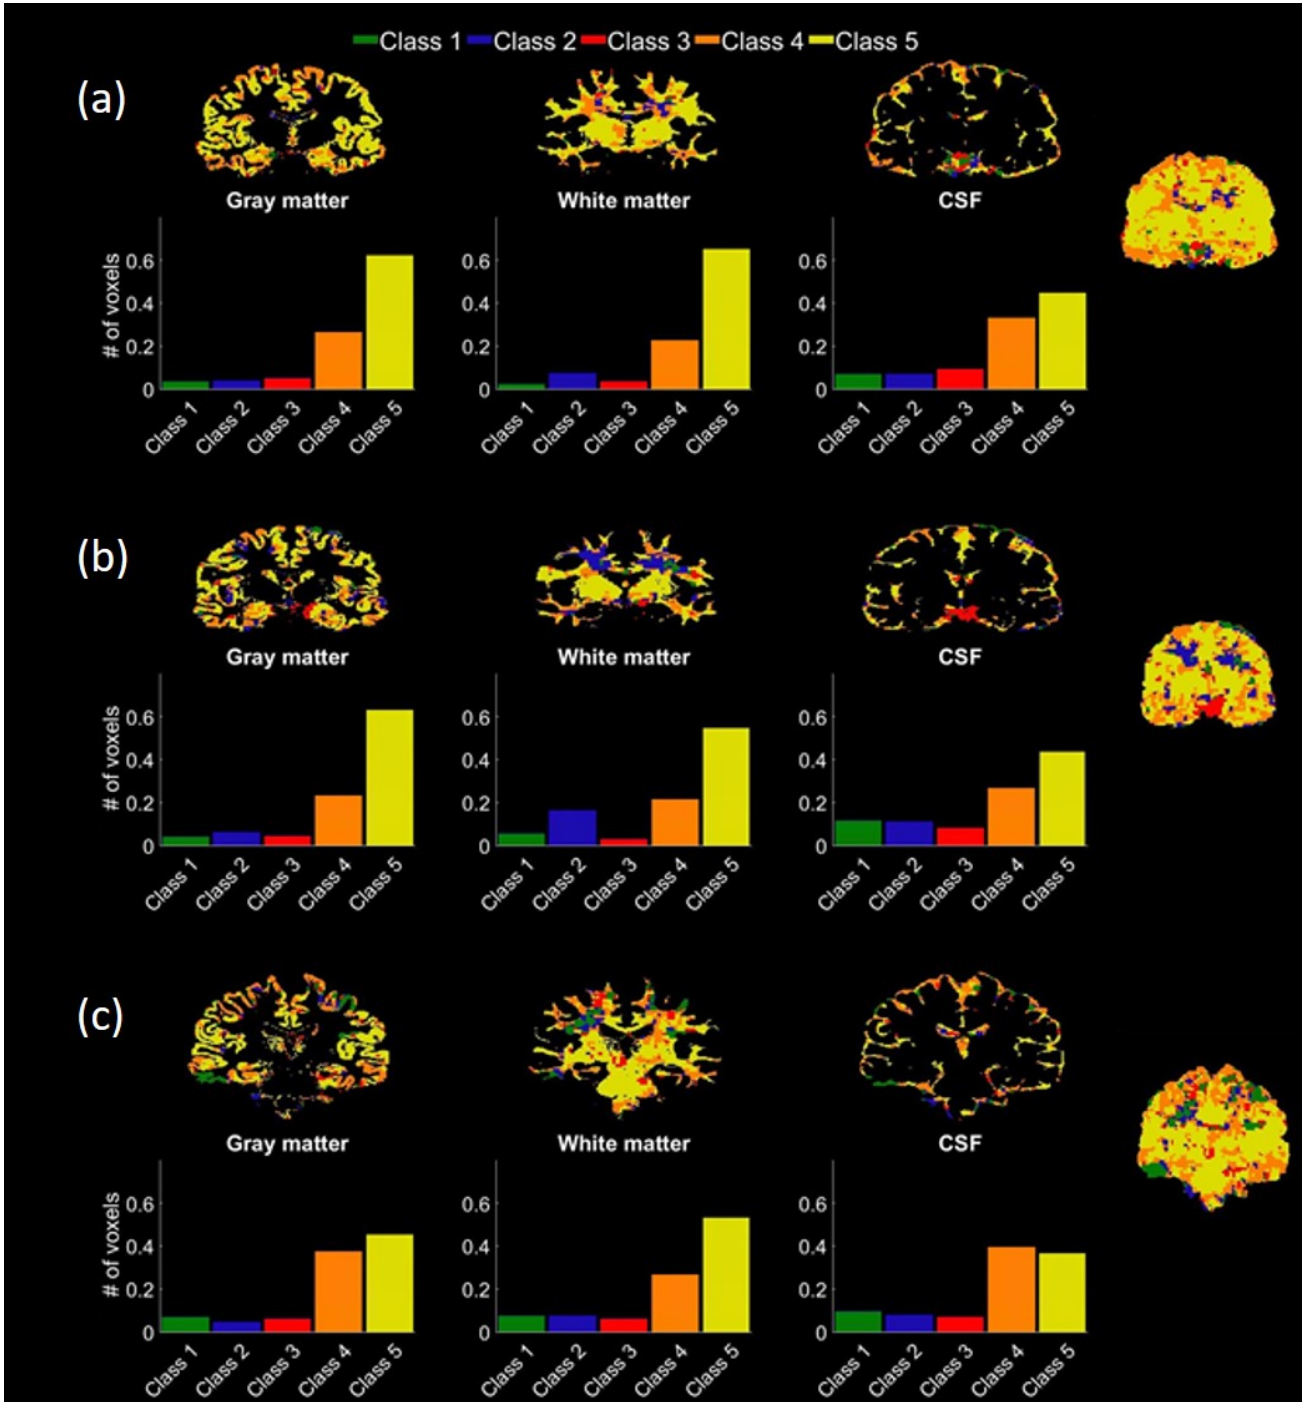 Class 1 Class 2 Class 3 Class 4 Class 5
(a)
Gray matter White matter CSF
# of voxels
0.6 0.6 0.6
0.4 0.4 0.4
0.2 0.2 0.2
0 0 0
Class 1 Class 2 Class 3 Class 4 Class 5 Class 1 Class 2 Class 3 Class 4 Class 5 Class 1 Class 2 Class 3 Class 4 Class 5
(b)
Gray matter White matter CSF
# of voxels
0.6 0.6 0.6
0.4 0.4 0.4
0.2 0.2 0.2
0 0 0
Class 1 Class 2 Class 3 Class 4 Class 5 Class 1 Class 2 Class 3 Class 4 Class 5 Class 1 Class 2 Class 3 Class 4 Class 5
(c)
Gray matter White matter CSF
# of voxels
0.6 0.6 0.6
0.4 0.4 0.4
0.2 0.2 0.2
0 0 0
Class 1 Class 2 Class 3 Class 4 Class 5 Class 1 Class 2 Class 3 Class 4 Class 5 Class 1 Class 2 Class 3 Class 4 Class 5